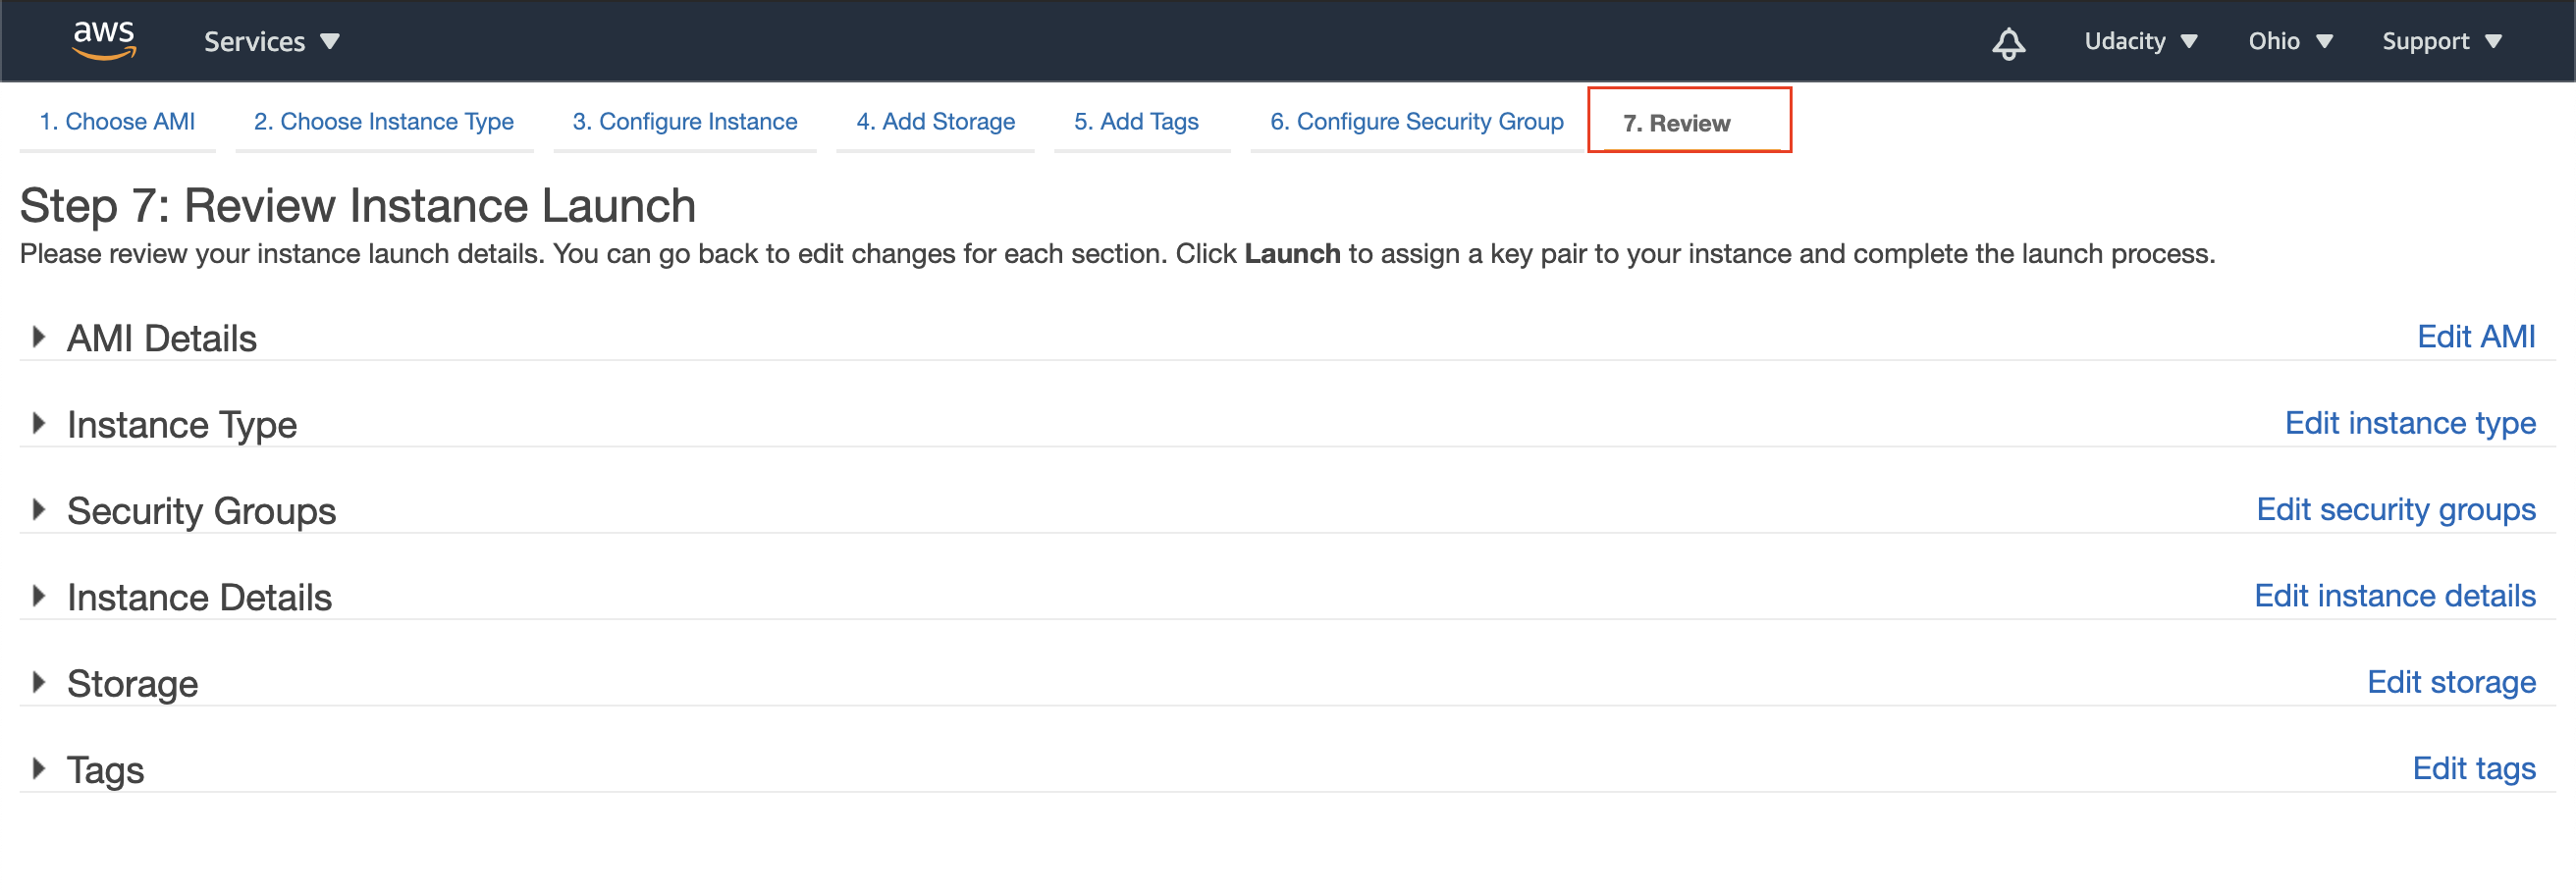 aws Services Udacity Ohio Support
1. Choose AMI 2. Choose Instance Type 3. Configure Instance 4. Add Storage 5. Add Tags 6. Configure Security Group 7. Review
Step 7: Review Instance Launch
Please review your instance launch details. You can go back to edit changes for each section. Click Launch to assign a key pair to your instance and complete the launch process.
AMI Details Edit AMI
Instance Type Edit instance type
Security Groups Edit security groups
Instance Details Edit instance details
Storage Edit storage
Tags Edit tags